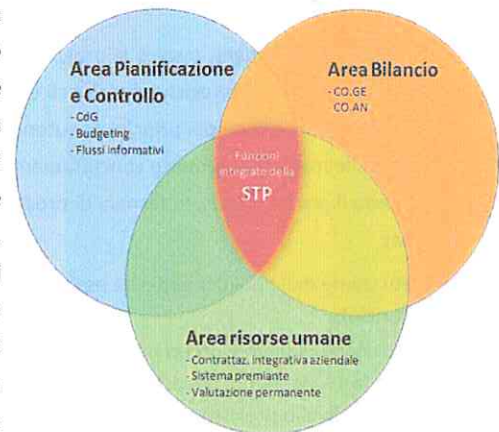 Area Pianificazione
e Controllo
- CdG
- Budgeting
- Flussi informativi
Area Bilancio
- CO.GE
CO.AN
Funzioni
integrate della
STP
Area risorse umane
- Contrattaz. integrativa aziendale
- Sistema premiante
- Valutazione permanente